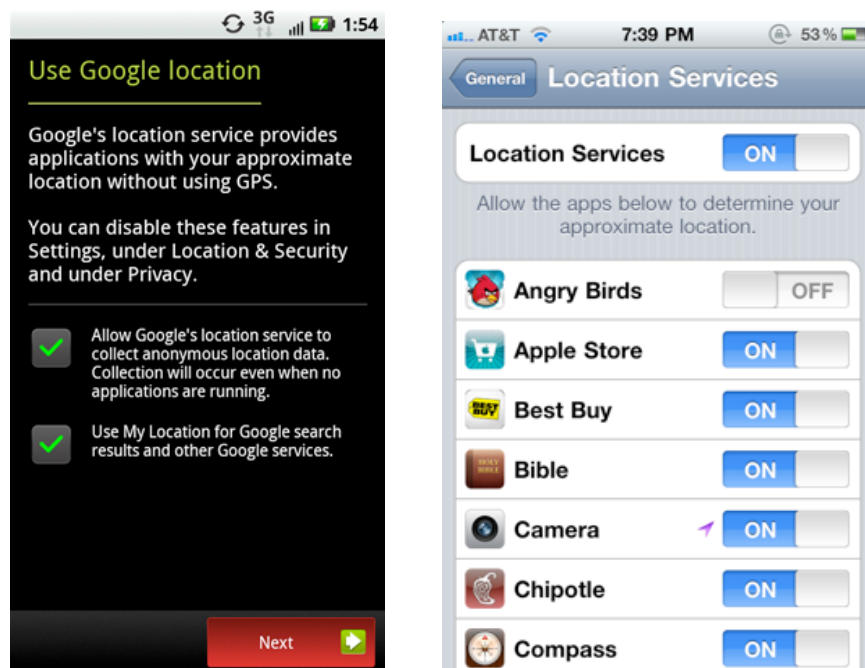 3G 1:54
Use Google location
Google's location service provides
applications with your approximate
location without using GPS.
You can disable these features in
Settings, under Location & Security
and under Privacy.
Allow Google's location service to
collect anonymous location data.
Collection will occur even when no
applications are running.
Use My Location for Google search
results and other Google services.
Next
AT&T 7:39 PM 53%
General Location Services
Location Services ON
Allow the apps below to determine your
approximate location.
Angry Birds OFF
Apple Store ON
BEST BUY Best Buy ON
HOLY BIBLE Bible ON
Camera ON
Chipotle ON
Compass ON